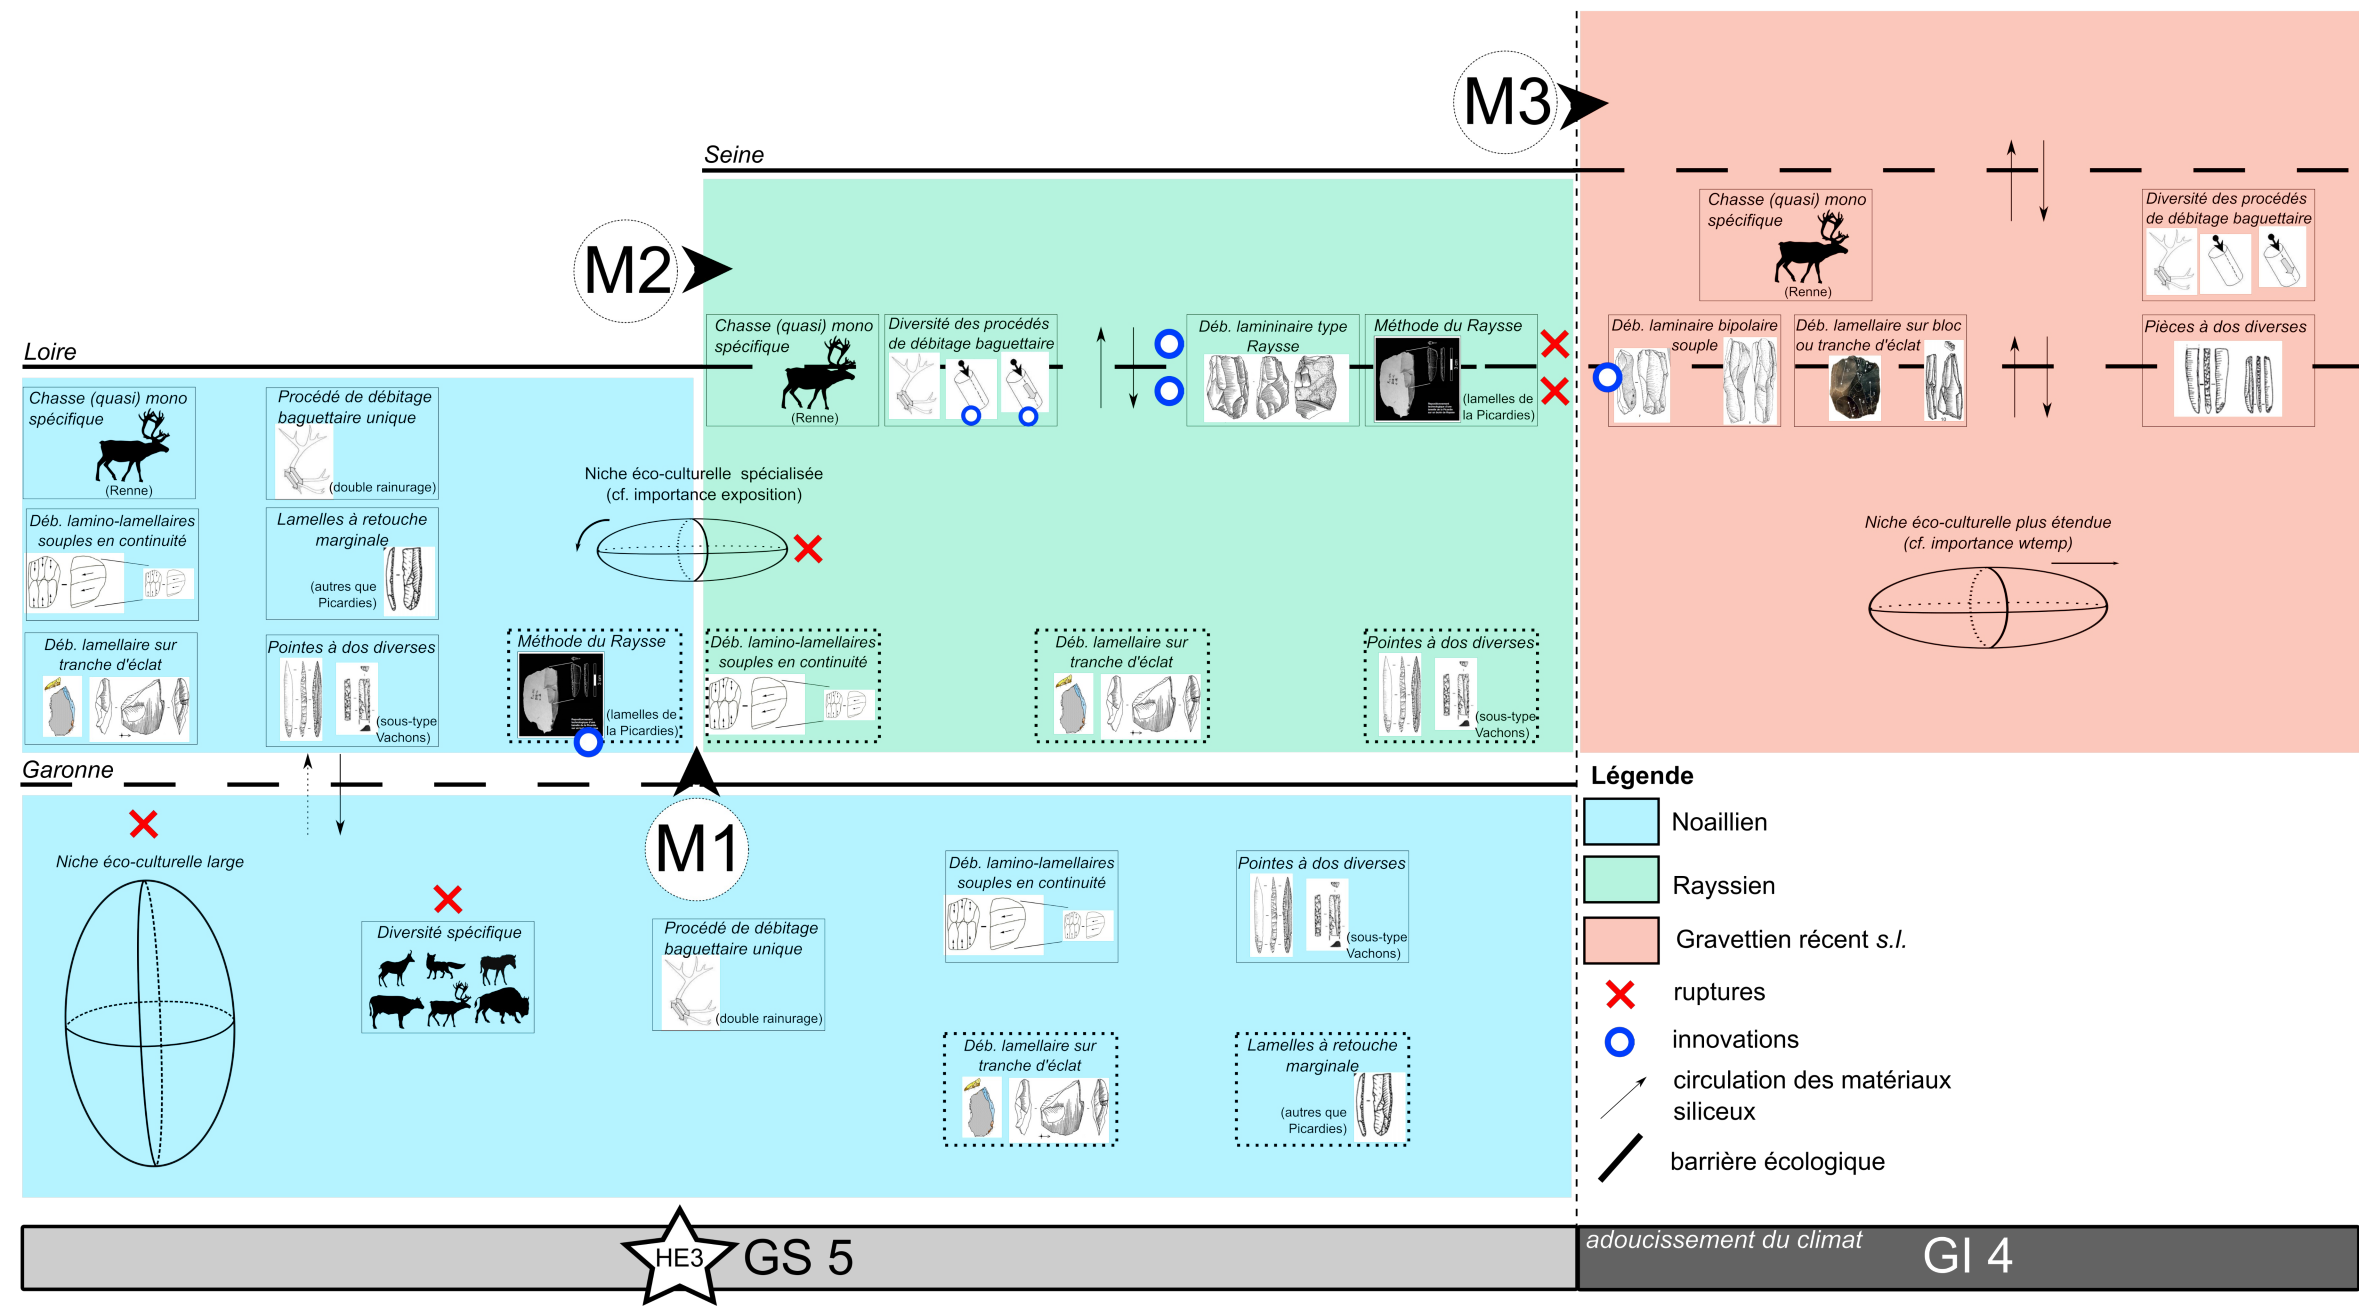 M3
Seine
Chasse (quasi) mono
spécifique
(Renne)
Diversité des procédés
de débitage baguettaire
M2
Chasse (quasi) mono
spécifique
(Renne)
Diversité des procédés
de débitage baguettaire
Déb. lamininaire type
Raysse
Méthode du Raysse
(lamelles de
la Picardies)
Déb. laminaire bipolaire
souple
Déb. lamellaire sur bloc
ou tranche d'éclat
Pièces à dos diverses
Loire
Chasse (quasi) mono
spécifique
(Renne)
Procédé de débitage
baguettaire unique
(double rainurage)
Niche éco-culturelle spécialisée
(cf. importance exposition)
Déb. lamino-lamellaires
souples en continuité
Lamelles à retouche
marginale
(autres que
Picardies)
Niche éco-culturelle plus étendue
(cf. importance wtemp)
Déb. lamellaire sur
tranche d'éclat
Pointes à dos diverses
(sous-type
Vachons)
Méthode du Raysse
(lamelles de
la Picardies)
Déb. lamino-lamellaires
souples en continuité
Déb. lamellaire sur
tranche d'éclat
Pointes à dos diverses
(sous-type
Vachons)
Garonne
M1
Niche éco-culturelle large
Diversité spécifique
Procédé de débitage
baguettaire unique
(double rainurage)
Déb. lamino-lamellaires
souples en continuité
Pointes à dos diverses
(sous-type
Vachons)
Déb. lamellaire sur
tranche d'éclat
Lamelles à retouche
marginale
(autres que
Picardies)
Légende
Noaillien
Rayssien
Gravettien récent s.l.
ruptures
innovations
circulation des matériaux
siliceux
barrière écologique
HE3
GS 5
adoucissement du climat
GI 4